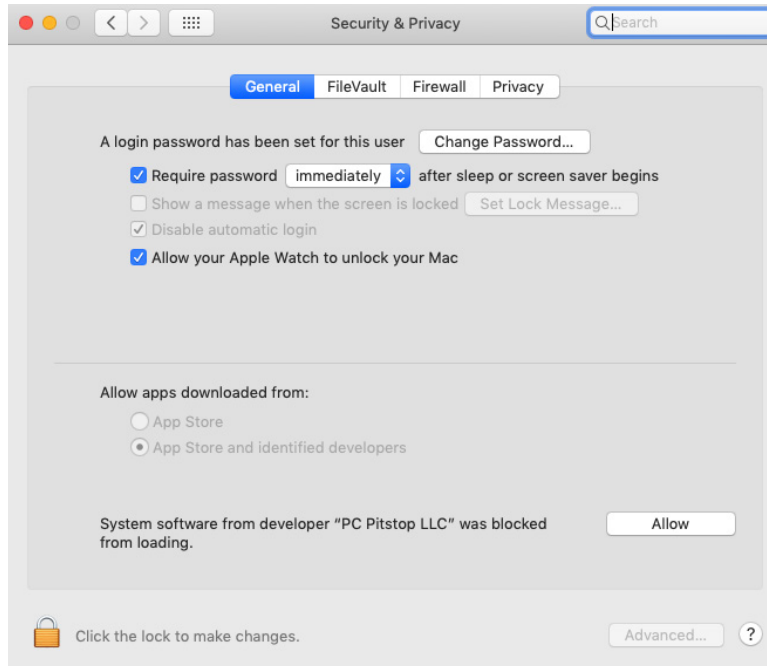 Security & Privacy
Search
General FileVault Firewall Privacy
A login password has been set for this user Change Password...
Require password immediately after sleep or screen saver begins
Show a message when the screen is locked Set Lock Message...
Disable automatic login
Allow your Apple Watch to unlock your Mac
Allow apps downloaded from:
App Store
App Store and identified developers
System software from developer “PC Pitstop LLC” was blocked
from loading.
Allow
Click the lock to make changes.
Advanced... ?